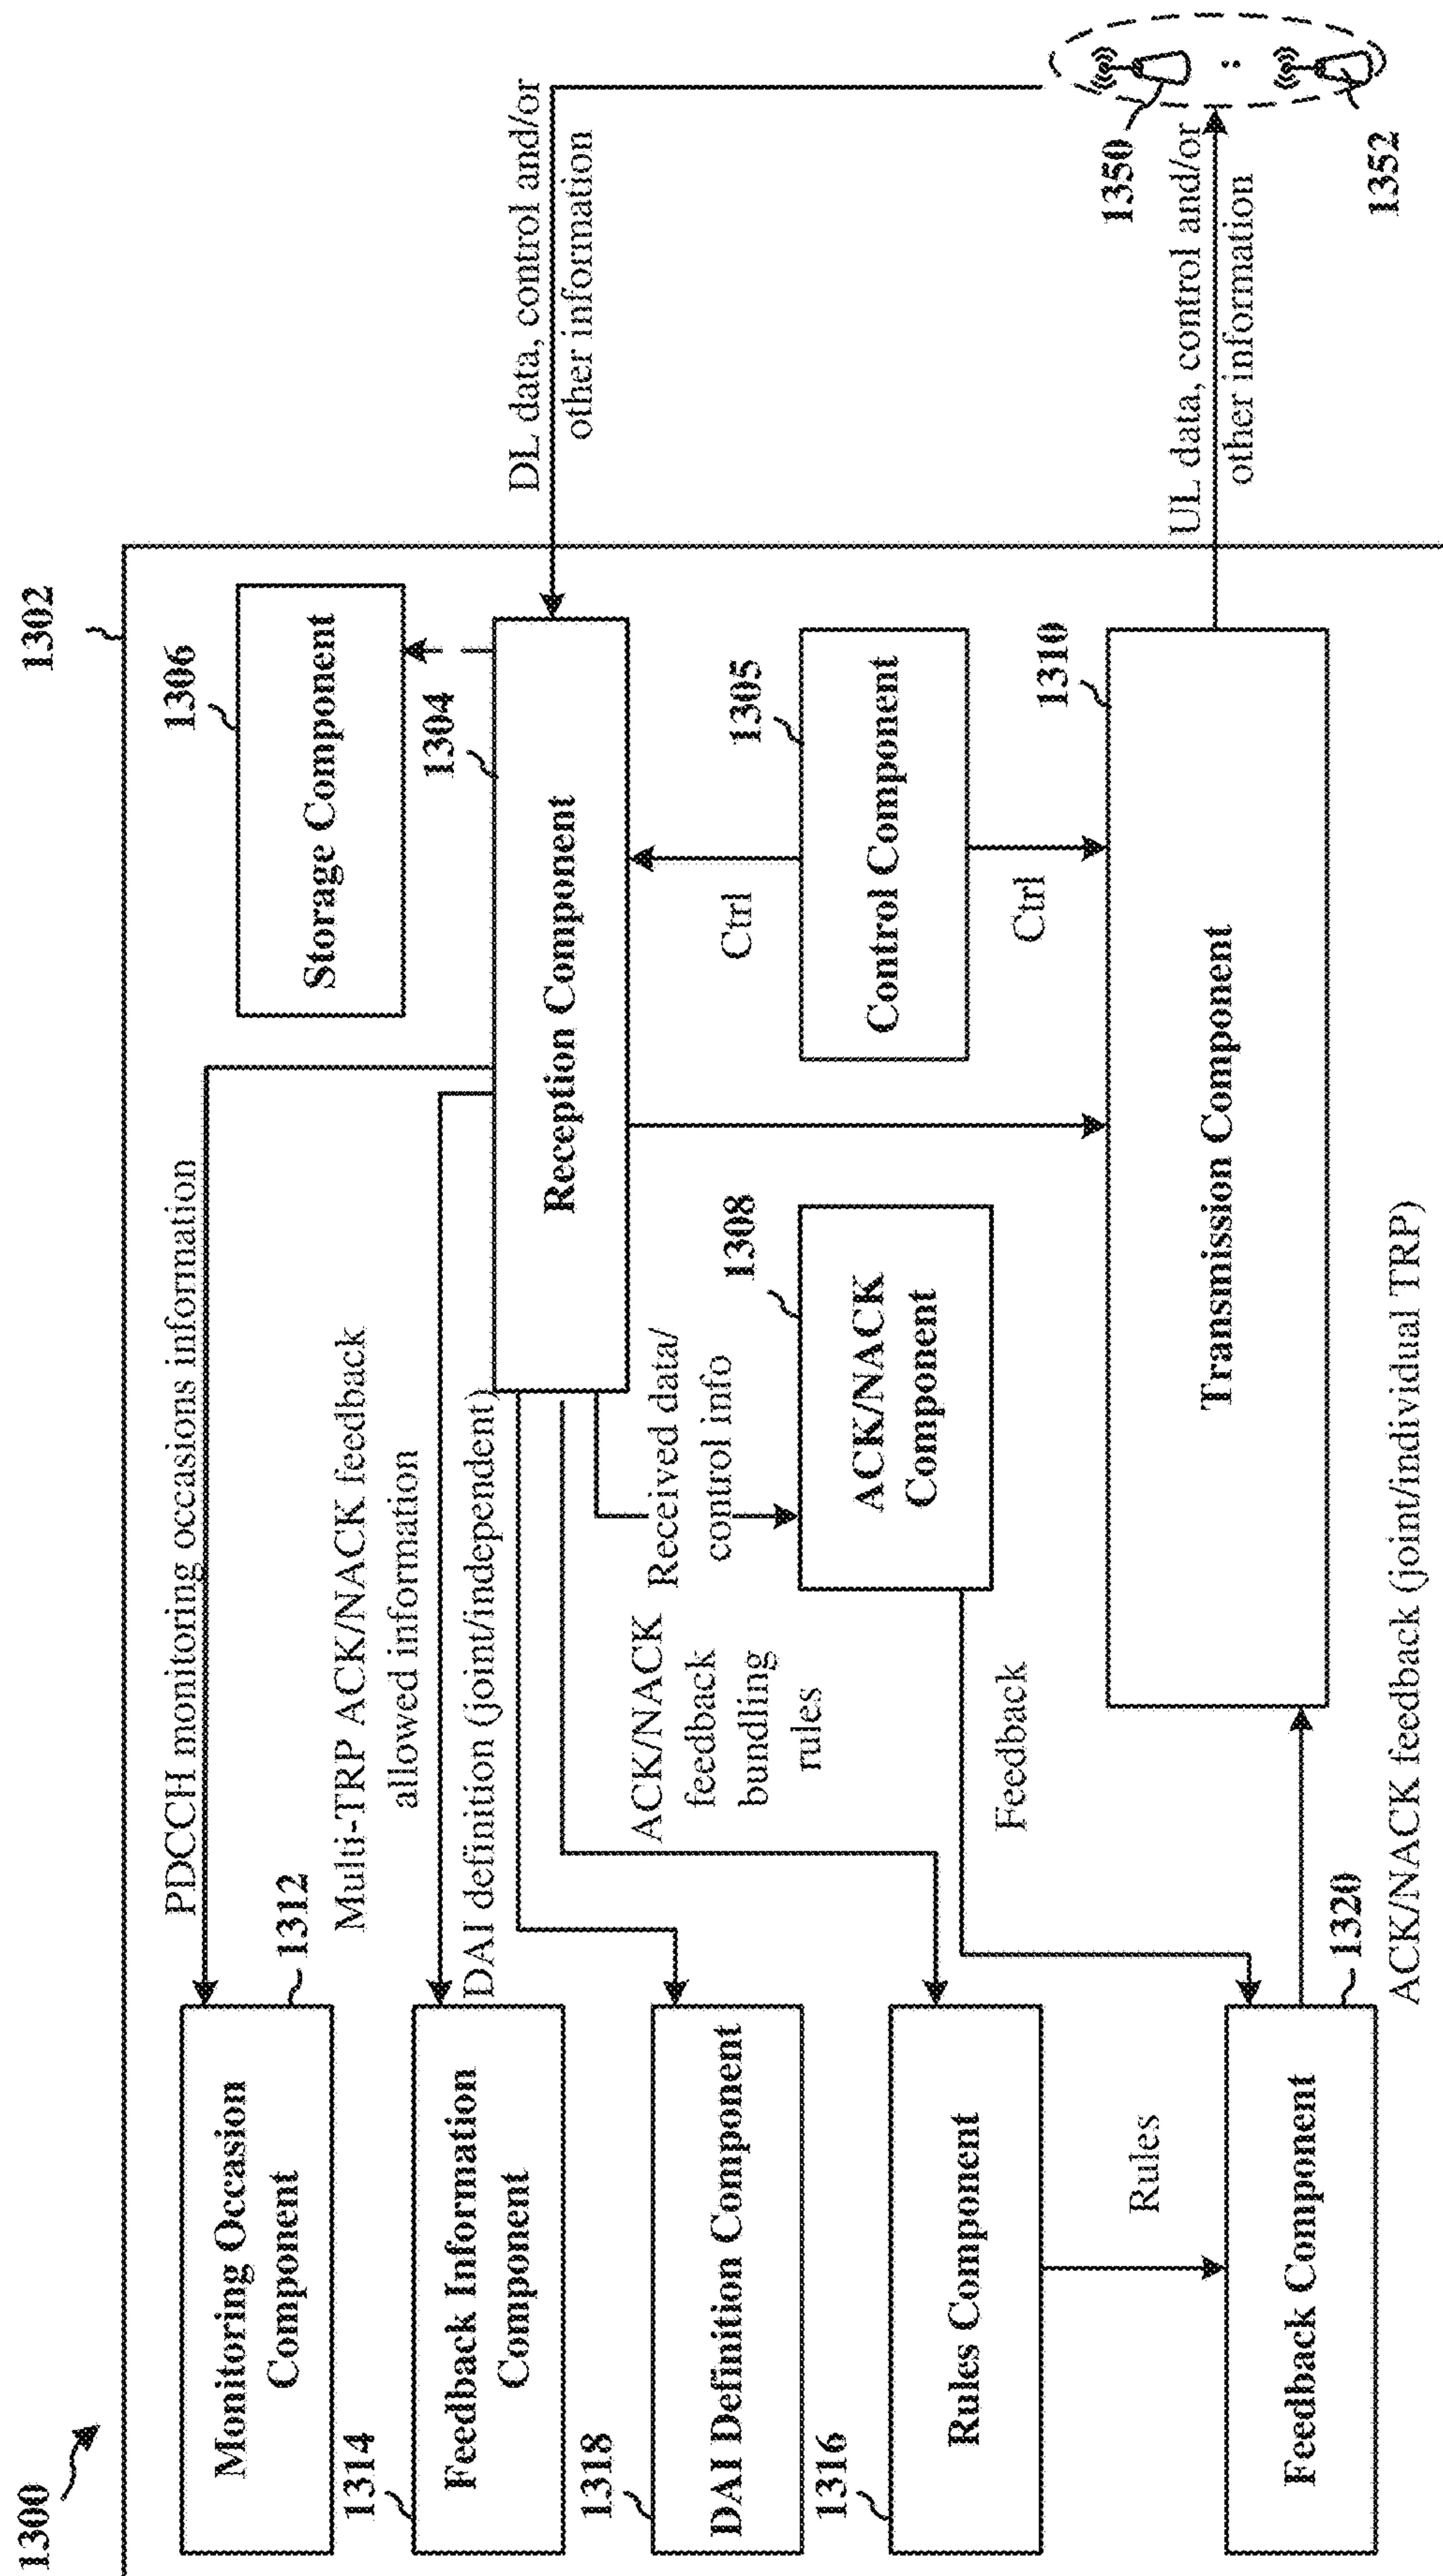 1300
1302
Monitoring Occasion
Component
1312
PDCCH monitoring occasions information
1306
Storage Component
1314
Feedback Information
Component
Multi-TRP ACK/NACK feedback
allowed information
DAI definition (joint/independent)
1304
Reception Component
DL data, control and/or
other information
1318
DAI Definition Component
ACK/NACK
feedback
bundling
rules
Received data/
control info
Ctrl
1305
Control Component
1308
ACK/NACK
Component
1316
Rules Component
Rules
Feedback
Ctrl
1310
Transmission Component
UL data, control and/or
other information
1350
1352
Feedback Component
1320
ACK/NACK feedback (joint/individual TRP)